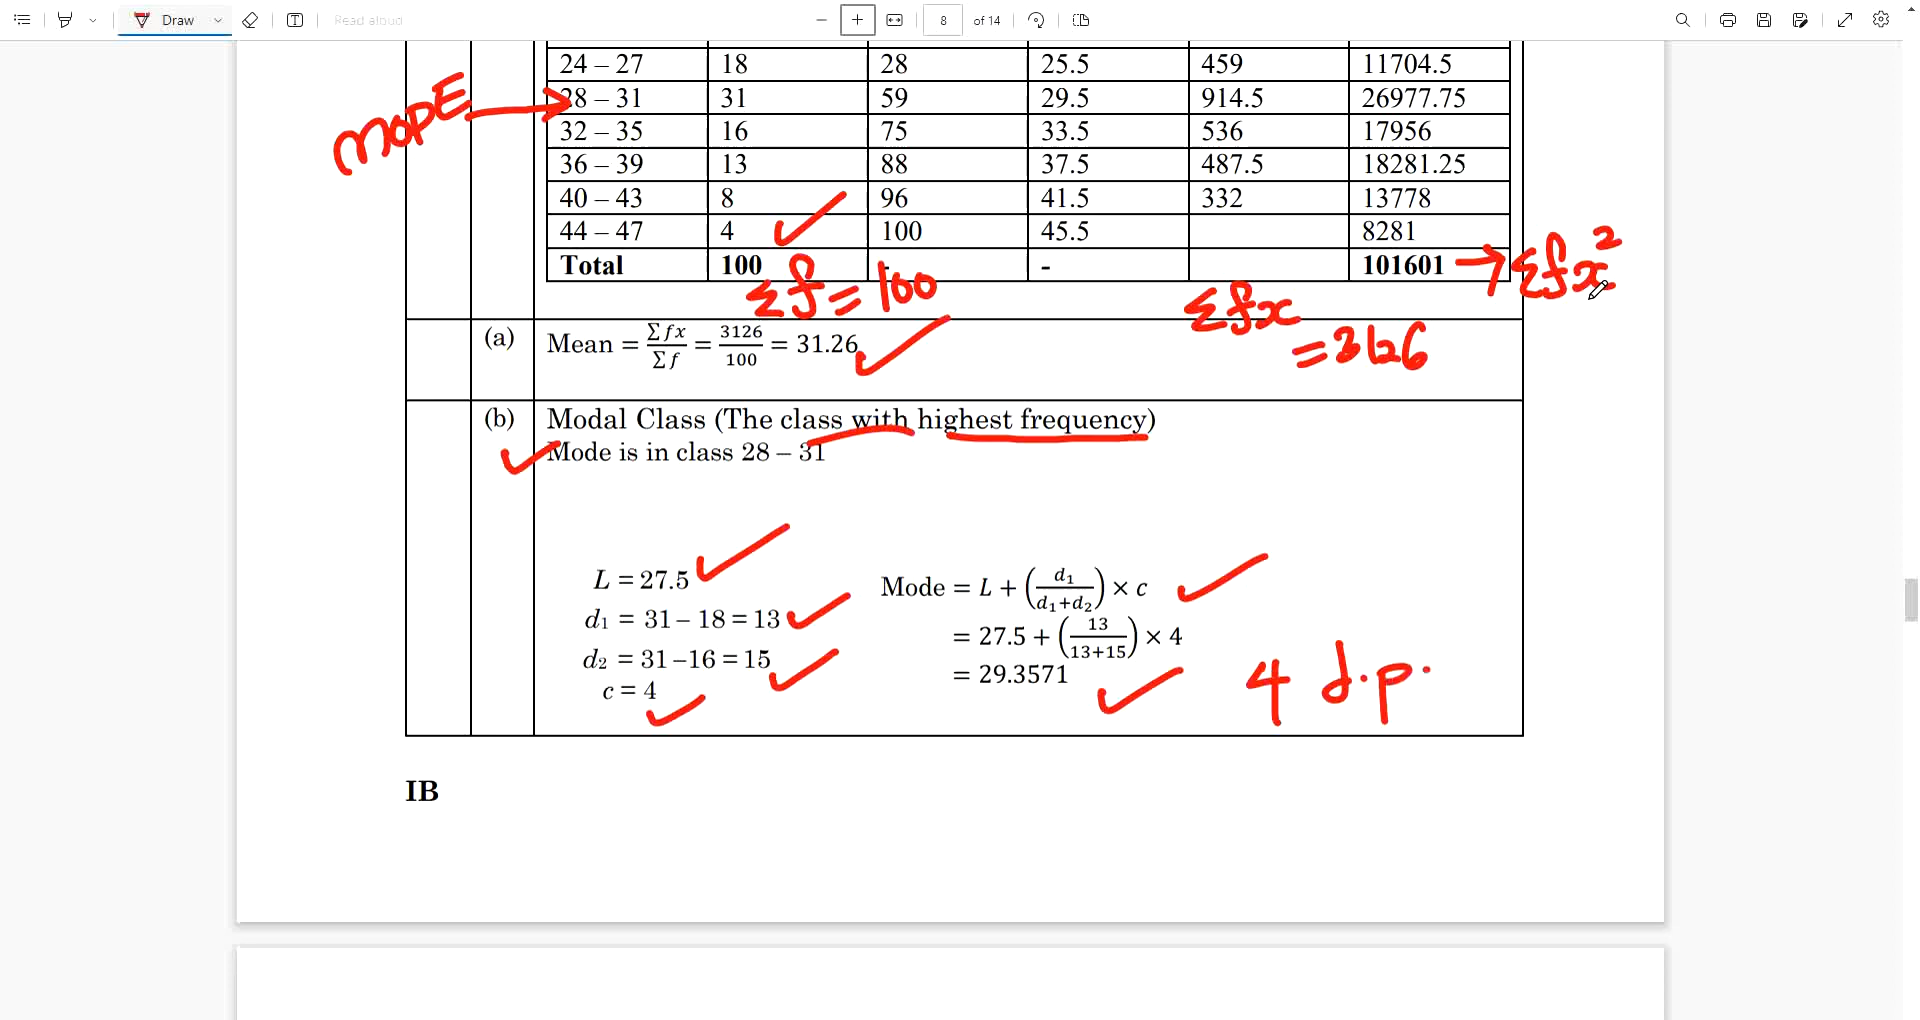 Draw
Read aloud
8 of 14
24 – 27 18 28 25.5 459 11704.5
28 – 31 31 59 29.5 914.5 26977.75
32 – 35 16 75 33.5 536 17956
36 – 39 13 88 37.5 487.5 18281.25
40 – 43 8 96 41.5 332 13778
44 – 47 4 100 45.5 8281
Total 100 - - 101601
MODE
Σf = 100
Σfx
= 3126
Σfx²
(a) Mean = Σfx/Σf = 3126/100 = 31.26
(b) Modal Class (The class with highest frequency)
Mode is in class 28 – 31
L = 27.5
d₁ = 31 – 18 = 13
d₂ = 31 –16 = 15
c = 4
Mode = L + (d₁/(d₁+d₂)) × c
= 27.5 + (13/(13+15)) × 4
= 29.3571
4 d.p.
IB